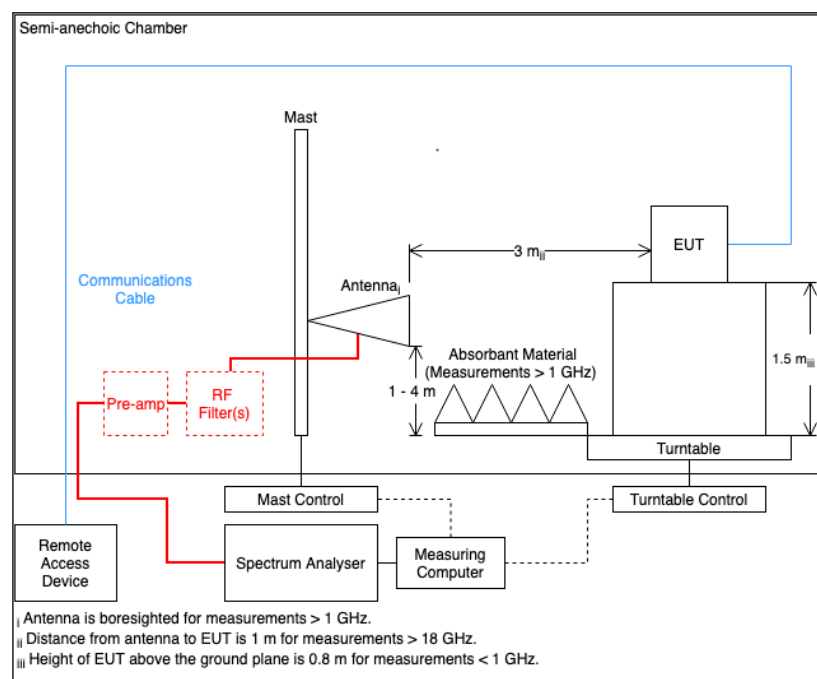 Semi-anechoic Chamber
Mast
EUT
3 m ii
Communications
Cable
Antenna i
Absorbant Material
(Measurements > 1 GHz)
1.5 m iii
1 - 4 m
Pre-amp
RF
Filter(s)
Turntable
Mast Control
Turntable Control
Remote
Access
Device
Spectrum Analyser
Measuring
Computer
i Antenna is boresighted for measurements > 1 GHz.
ii Distance from antenna to EUT is 1 m for measurements > 18 GHz.
iii Height of EUT above the ground plane is 0.8 m for measurements < 1 GHz.